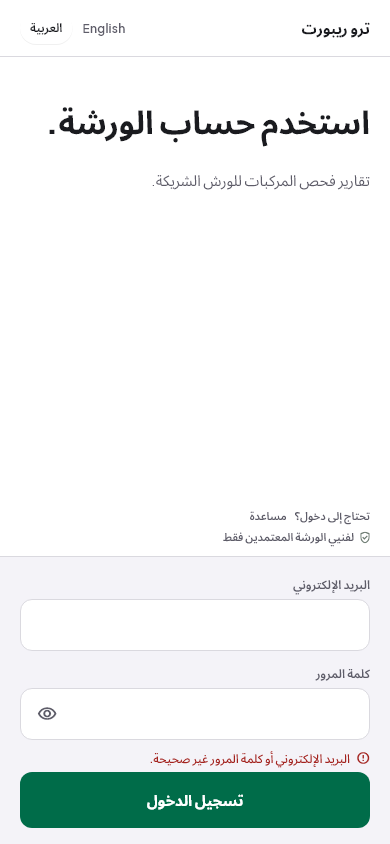 ترو ريبورت
English العربية
استخدم حساب الورشة.
تقارير فحص المركبات للورش الشريكة.
تحتاج إلى دخول؟ مساعدة
لفنيي الورشة المعتمدين فقط
البريد الإلكتروني
كلمة المرور
البريد الإلكتروني أو كلمة المرور غير صحيحة.
تسجيل الدخول